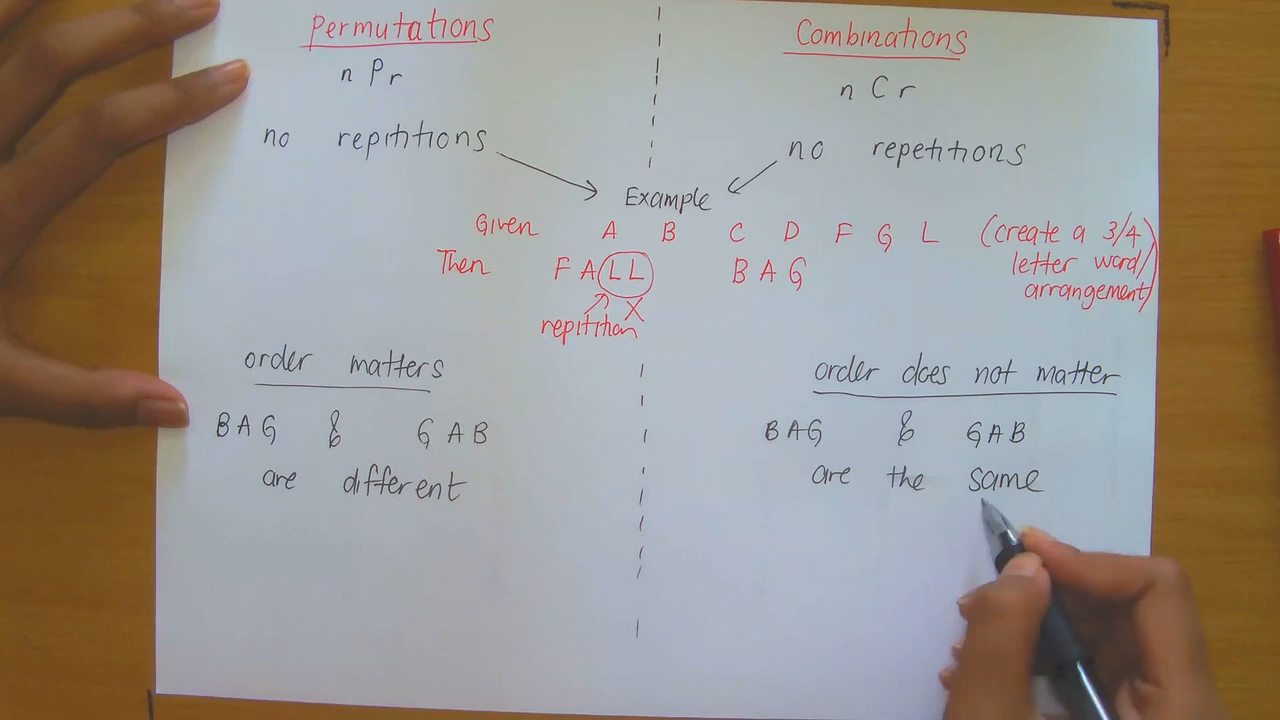 Permutations
n P r
no repititions
Combinations
n C r
no repetitions
Example
Given A B C D F G L (create a 3/4)
letter word/
arrangement/
Then F A L L B A G
X
repitition
order matters
B A G & G A B
are different
order does not matter
B A G & G A B
are the same